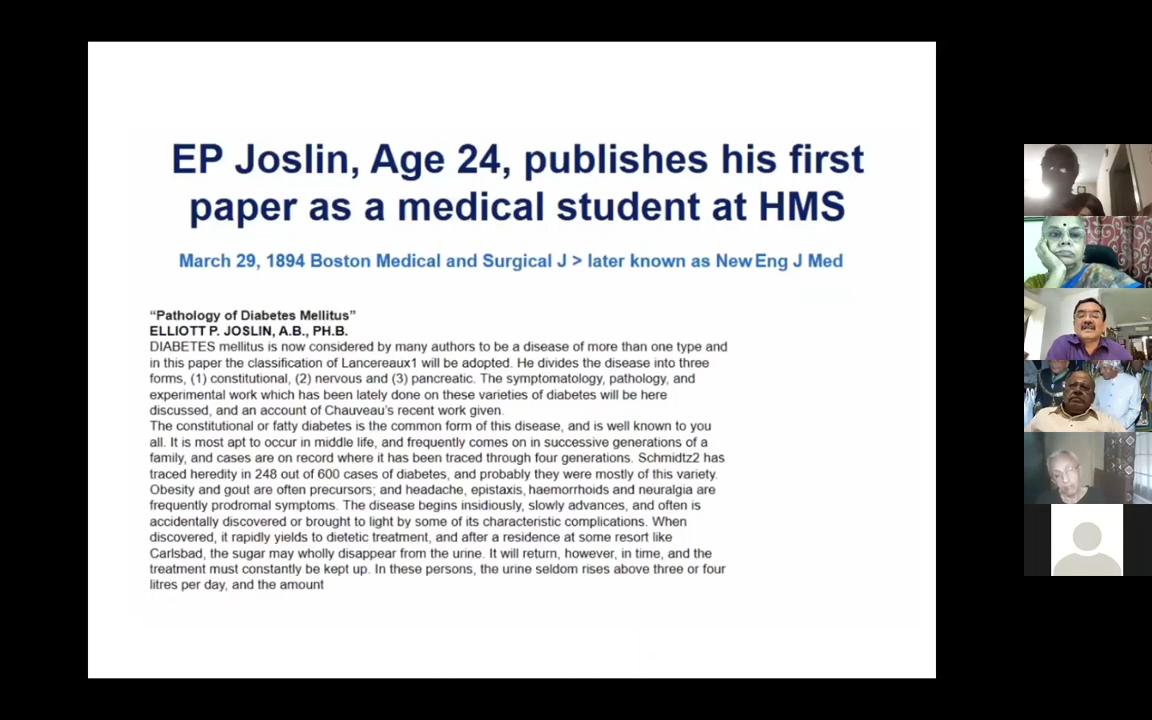 EP Joslin, Age 24, publishes his first
paper as a medical student at HMS
March 29, 1894 Boston Medical and Surgical J > later known as New Eng J Med
“Pathology of Diabetes Mellitus”
ELLIOTT P. JOSLIN, A.B., PH.B.
DIABETES mellitus is now considered by many authors to be a disease of more than one type and
in this paper the classification of Lancereaux1 will be adopted. He divides the disease into three
forms, (1) constitutional, (2) nervous and (3) pancreatic. The symptomatology, pathology, and
experimental work which has been lately done on these varieties of diabetes will be here
discussed, and an account of Chauveau's recent work given.
The constitutional or fatty diabetes is the common form of this disease, and is well known to you
all. It is most apt to occur in middle life, and frequently comes on in successive generations of a
family, and cases are on record where it has been traced through four generations. Schmidtz2 has
traced heredity in 248 out of 600 cases of diabetes, and probably they were mostly of this variety.
Obesity and gout are often precursors; and headache, epistaxis, haemorrhoids and neuralgia are
frequently prodromal symptoms. The disease begins insidiously, slowly advances, and often is
accidentally discovered or brought to light by some of its characteristic complications. When
discovered, it rapidly yields to dietetic treatment, and after a residence at some resort like
Carlsbad, the sugar may wholly disappear from the urine. It will return, however, in time, and the
treatment must constantly be kept up. In these persons, the urine seldom rises above three or four
litres per day, and the amount